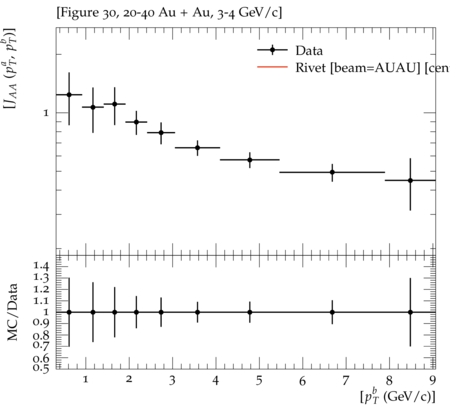 [Figure 30, 20-40 Au + Au, 3-4 GeV/c]
[J_AA (p_T^a, p_T^b)]
Data
Rivet [beam=AUAU] [cen
1
MC/Data
1.4
1.3
1.2
1.1
1
0.9
0.8
0.7
0.6
0.5
1 2 3 4 5 6 7 8 9
[p_T^b (GeV/c)]